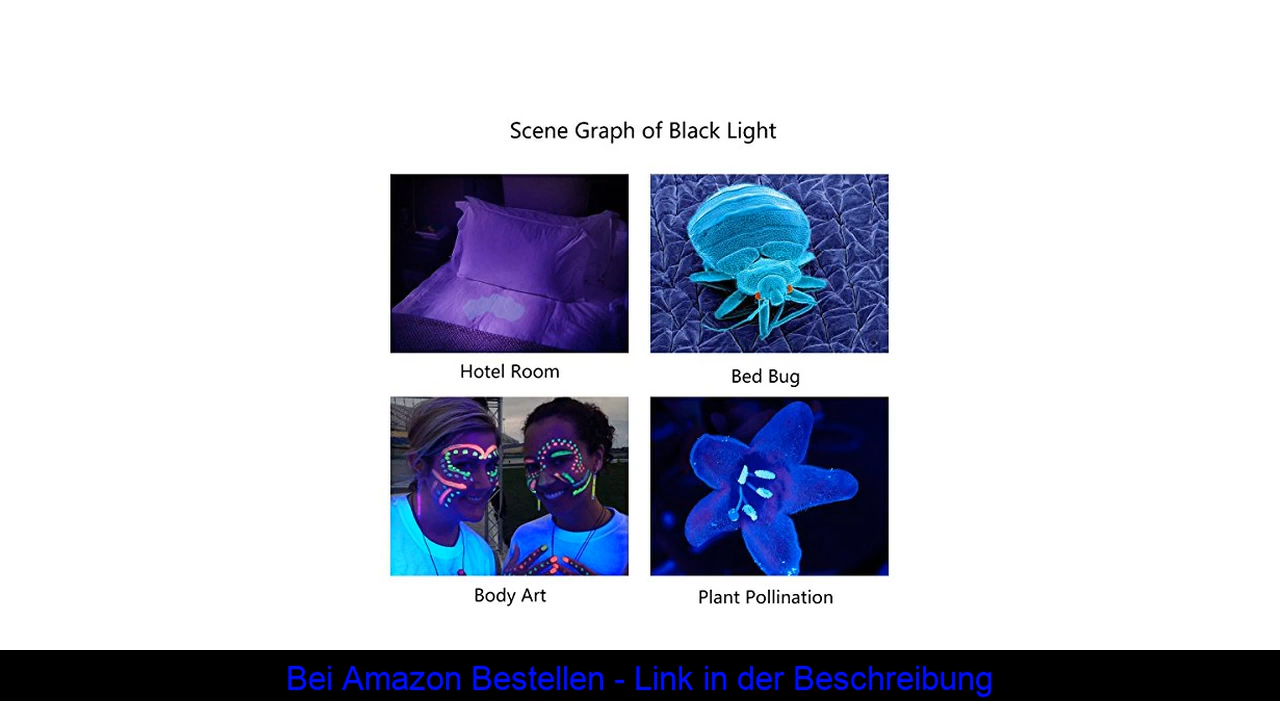 Scene Graph of Black Light
Hotel Room
Bed Bug
Body Art
Plant Pollination
Bei Amazon Bestellen - Link in der Beschreibung